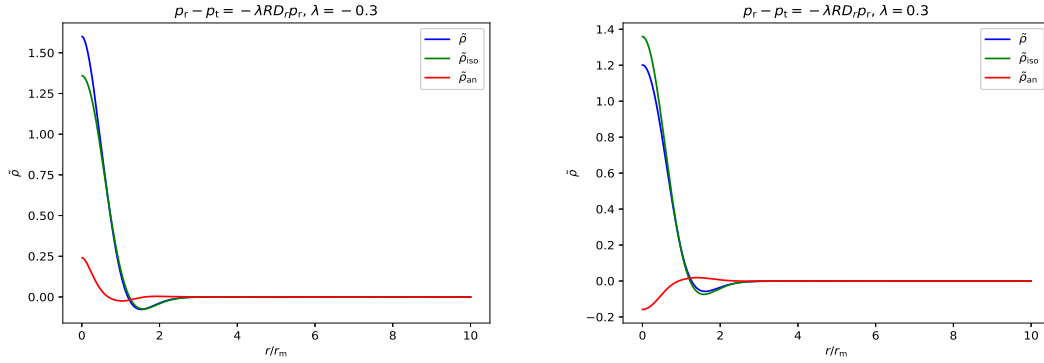 p_r − p_t = −λRD_r p_r, λ = − 0.3
ρ̃
ρ̃_iso
ρ̃_an
1.50
1.25
1.00
0.75
0.50
0.25
0.00
ρ̃
0 2 4 6 8 10
r/r_m
p_r − p_t = −λRD_r p_r, λ = 0.3
ρ̃
ρ̃_iso
ρ̃_an
1.4
1.2
1.0
0.8
0.6
0.4
0.2
0.0
−0.2
ρ̃
0 2 4 6 8 10
r/r_m